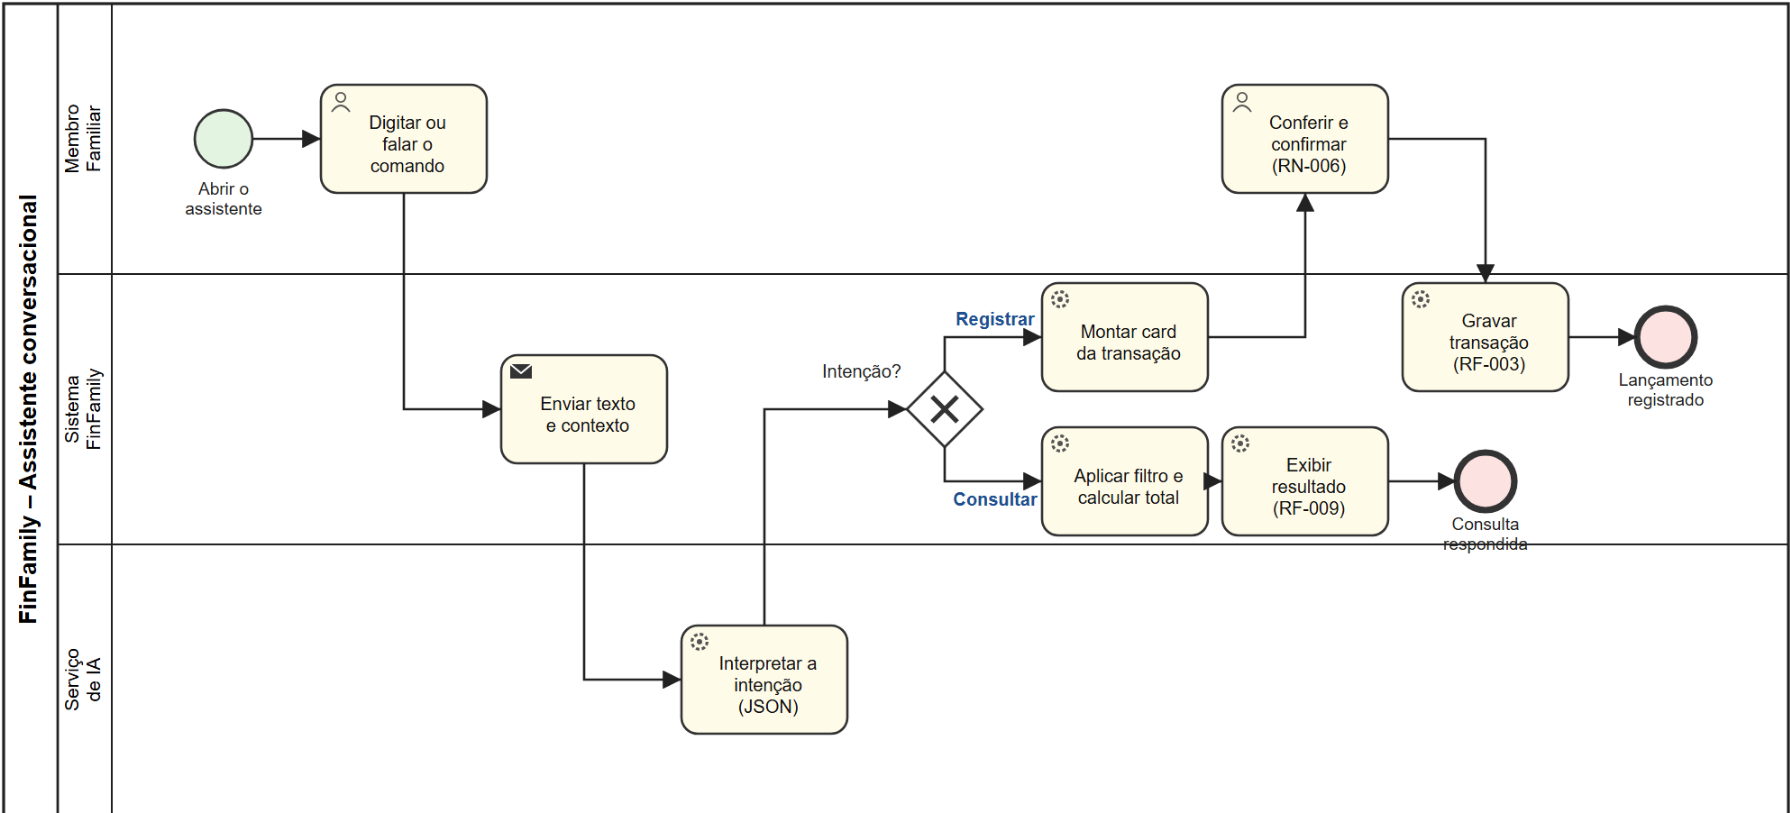 FinFamily – Assistente conversacional
Membro
Familiar
Abrir o
assistente
Digitar ou
falar o
comando
Conferir e
confirmar
(RN-006)
Sistema
FinFamily
Enviar texto
e contexto
Intenção?
Registrar
Consultar
Montar card
da transação
Gravar
transação
(RF-003)
Lançamento
registrado
Aplicar filtro e
calcular total
Exibir
resultado
(RF-009)
Consulta
respondida
Serviço
de IA
Interpretar a
intenção
(JSON)